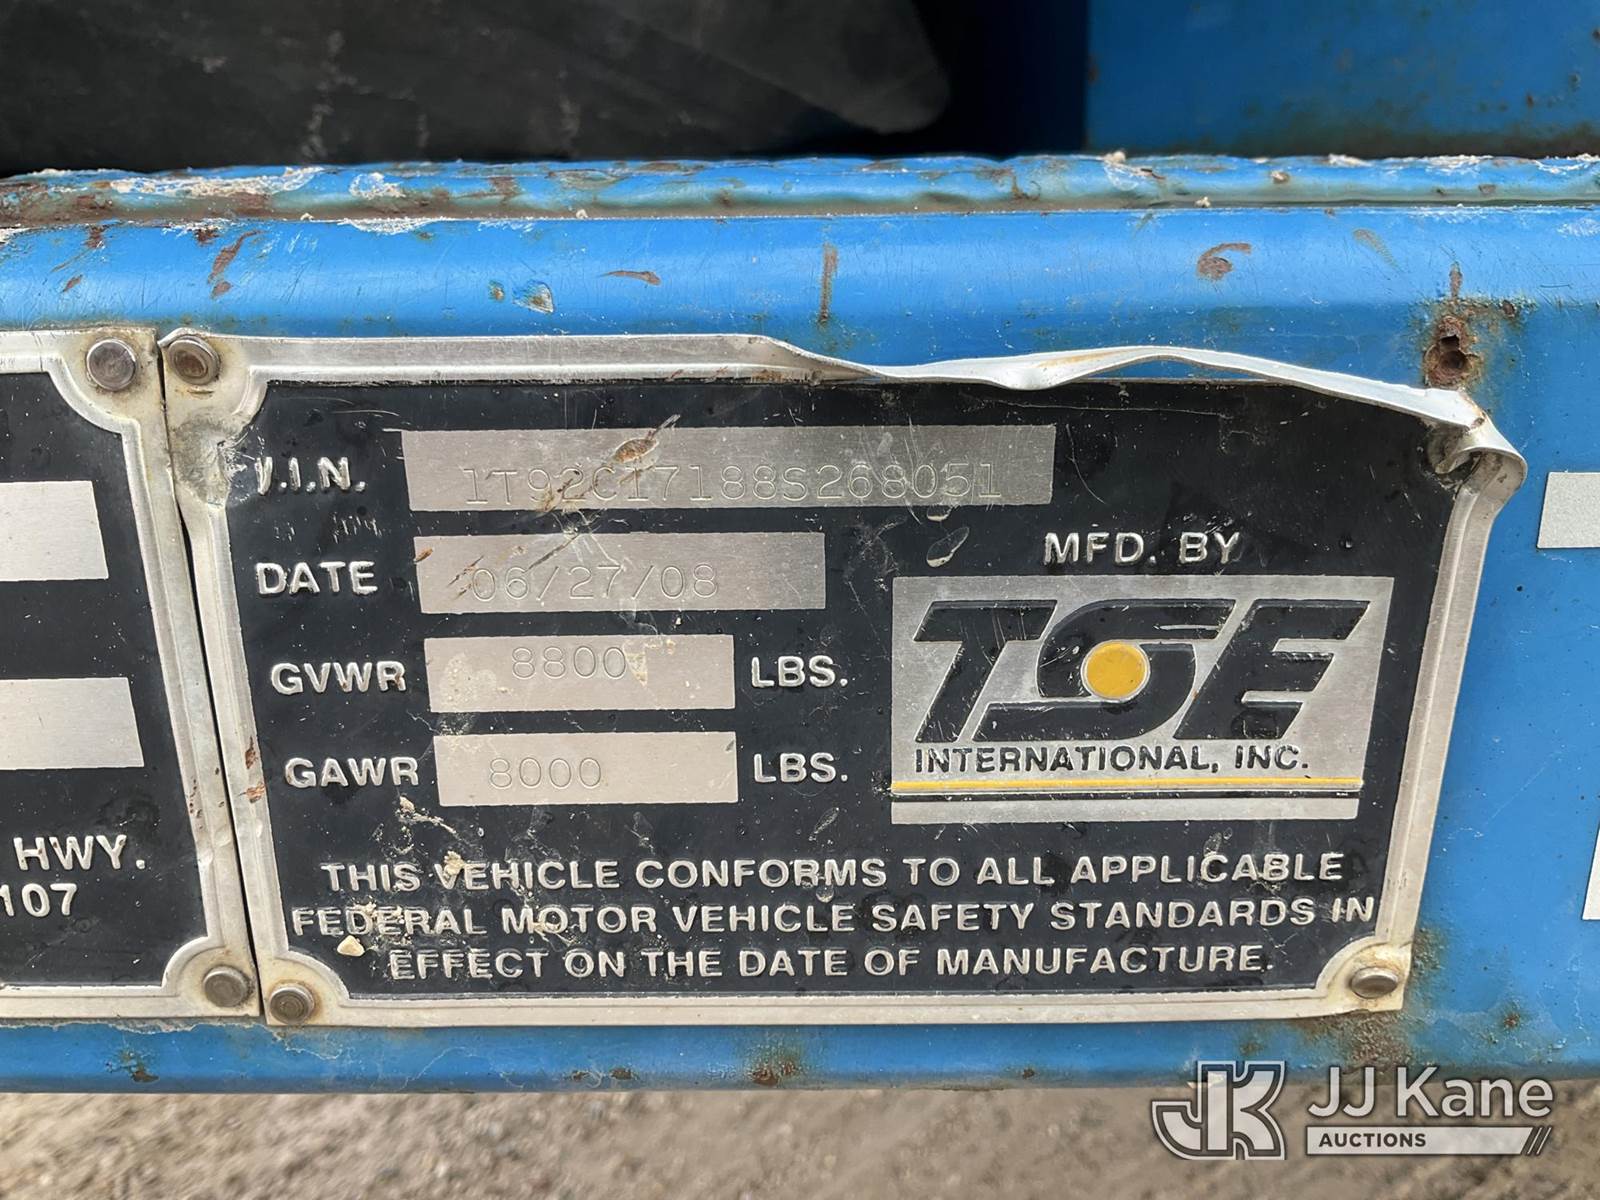 V.I.N. 1T92C17188S268051
DATE 06/27/08
GVWR 8800 LBS.
GAWR 8000 LBS.
MFD. BY
TSE
INTERNATIONAL, INC.
THIS VEHICLE CONFORMS TO ALL APPLICABLE
FEDERAL MOTOR VEHICLE SAFETY STANDARDS IN
EFFECT ON THE DATE OF MANUFACTURE.
HWY.
107
JK JJ Kane
AUCTIONS